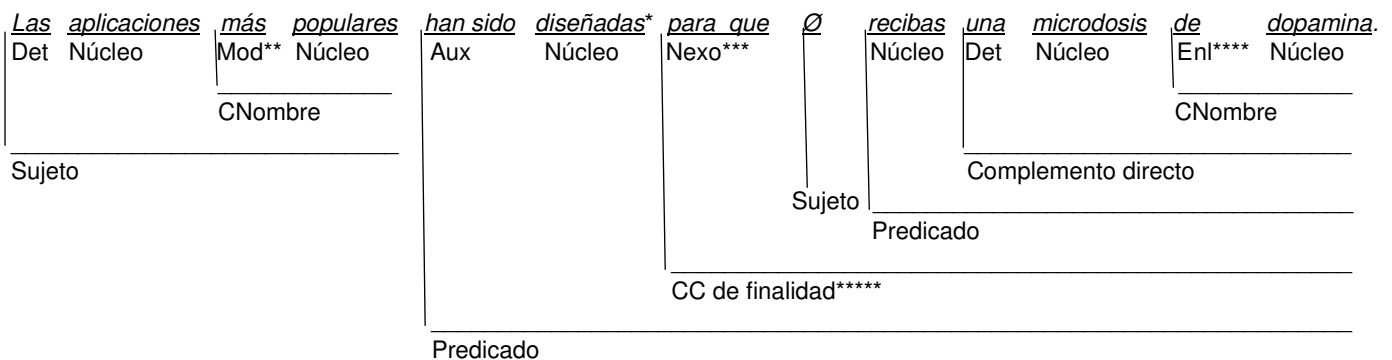 Las aplicaciones más populares han sido diseñadas* para que Ø recibas una microdosis de dopamina.
Det Núcleo Mod** Núcleo Aux Núcleo Nexo*** Núcleo Det Núcleo Enl**** Núcleo
CNombre CNombre
Sujeto Complemento directo
Sujeto
Predicado
CC de finalidad*****
Predicado